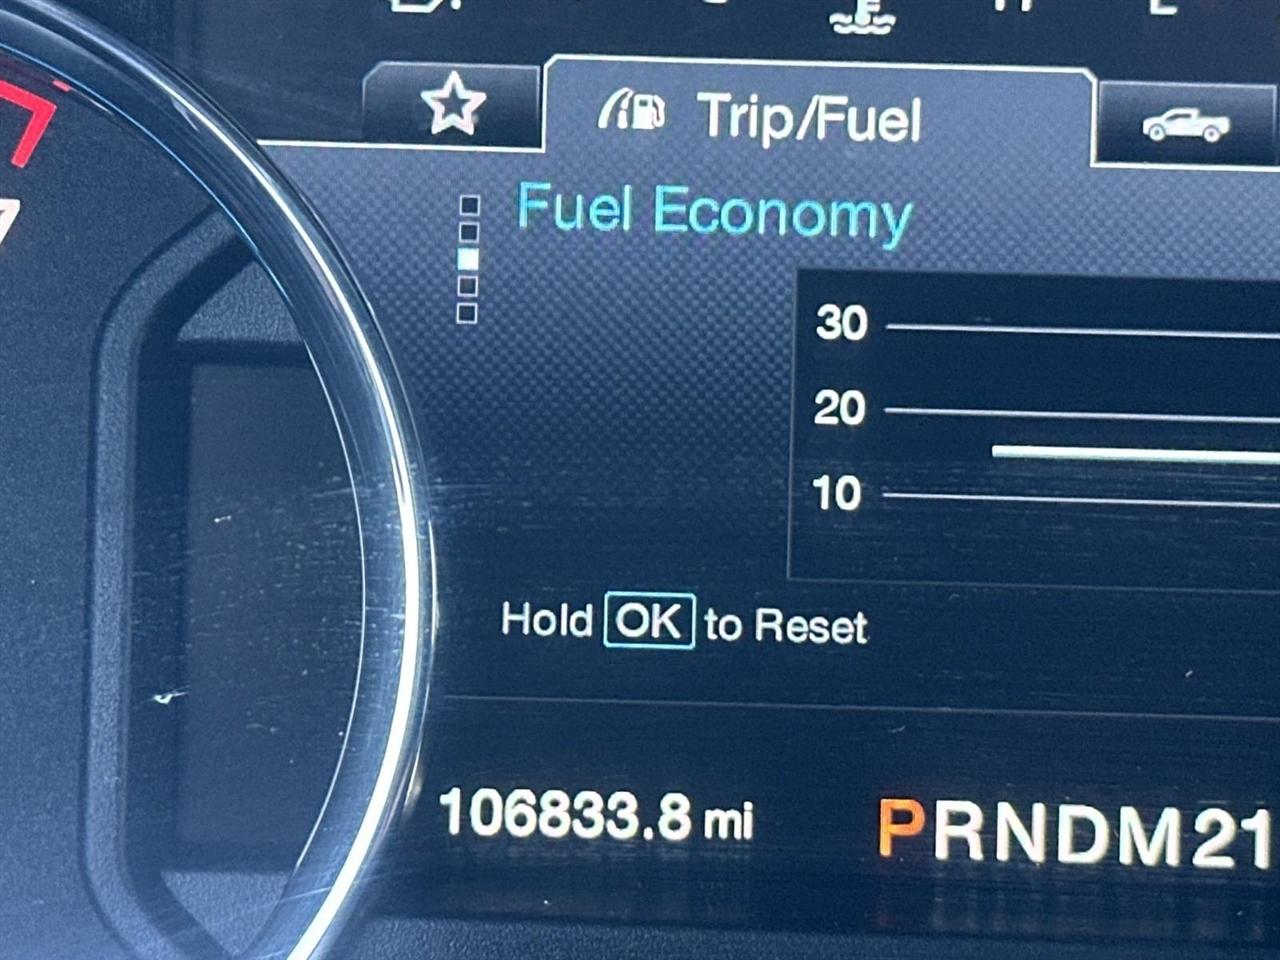 Trip/Fuel
Fuel Economy
30
20
10
Hold OK to Reset
106833.8 mi
PRNDM21